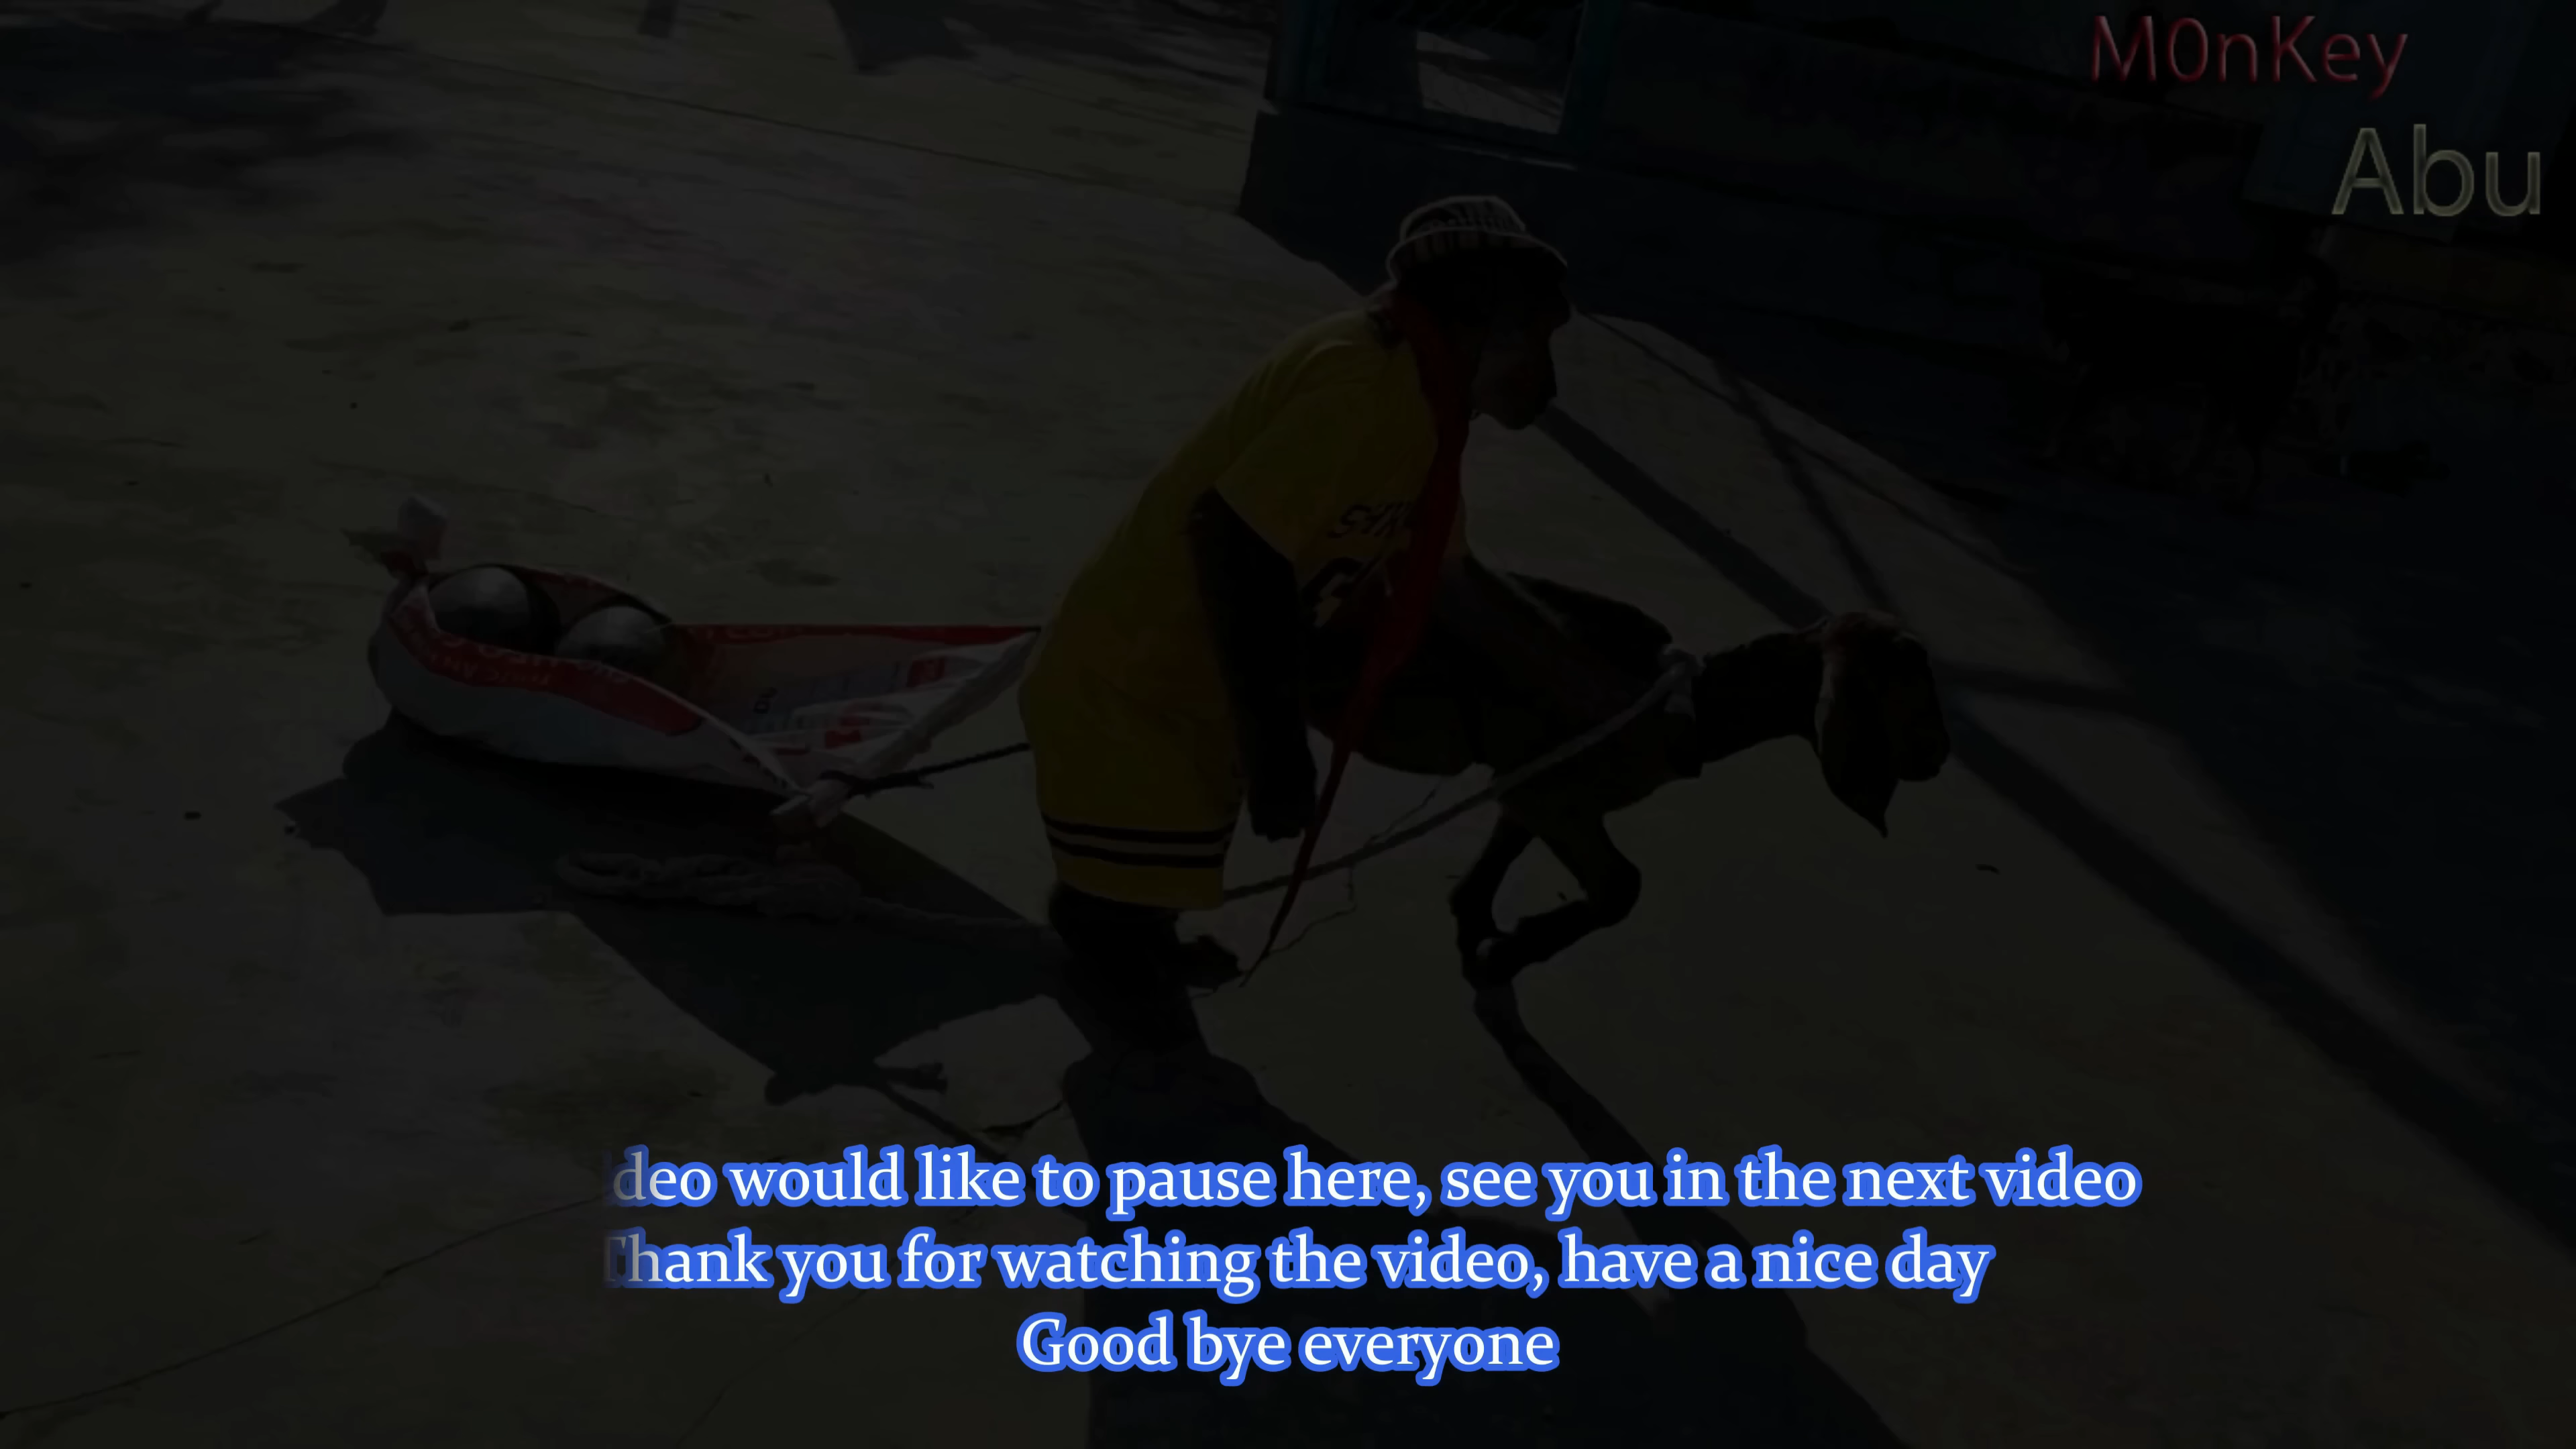 M0nKey
Abu
deo would like to pause here, see you in the next video
Thank you for watching the video, have a nice day
Good bye everyone